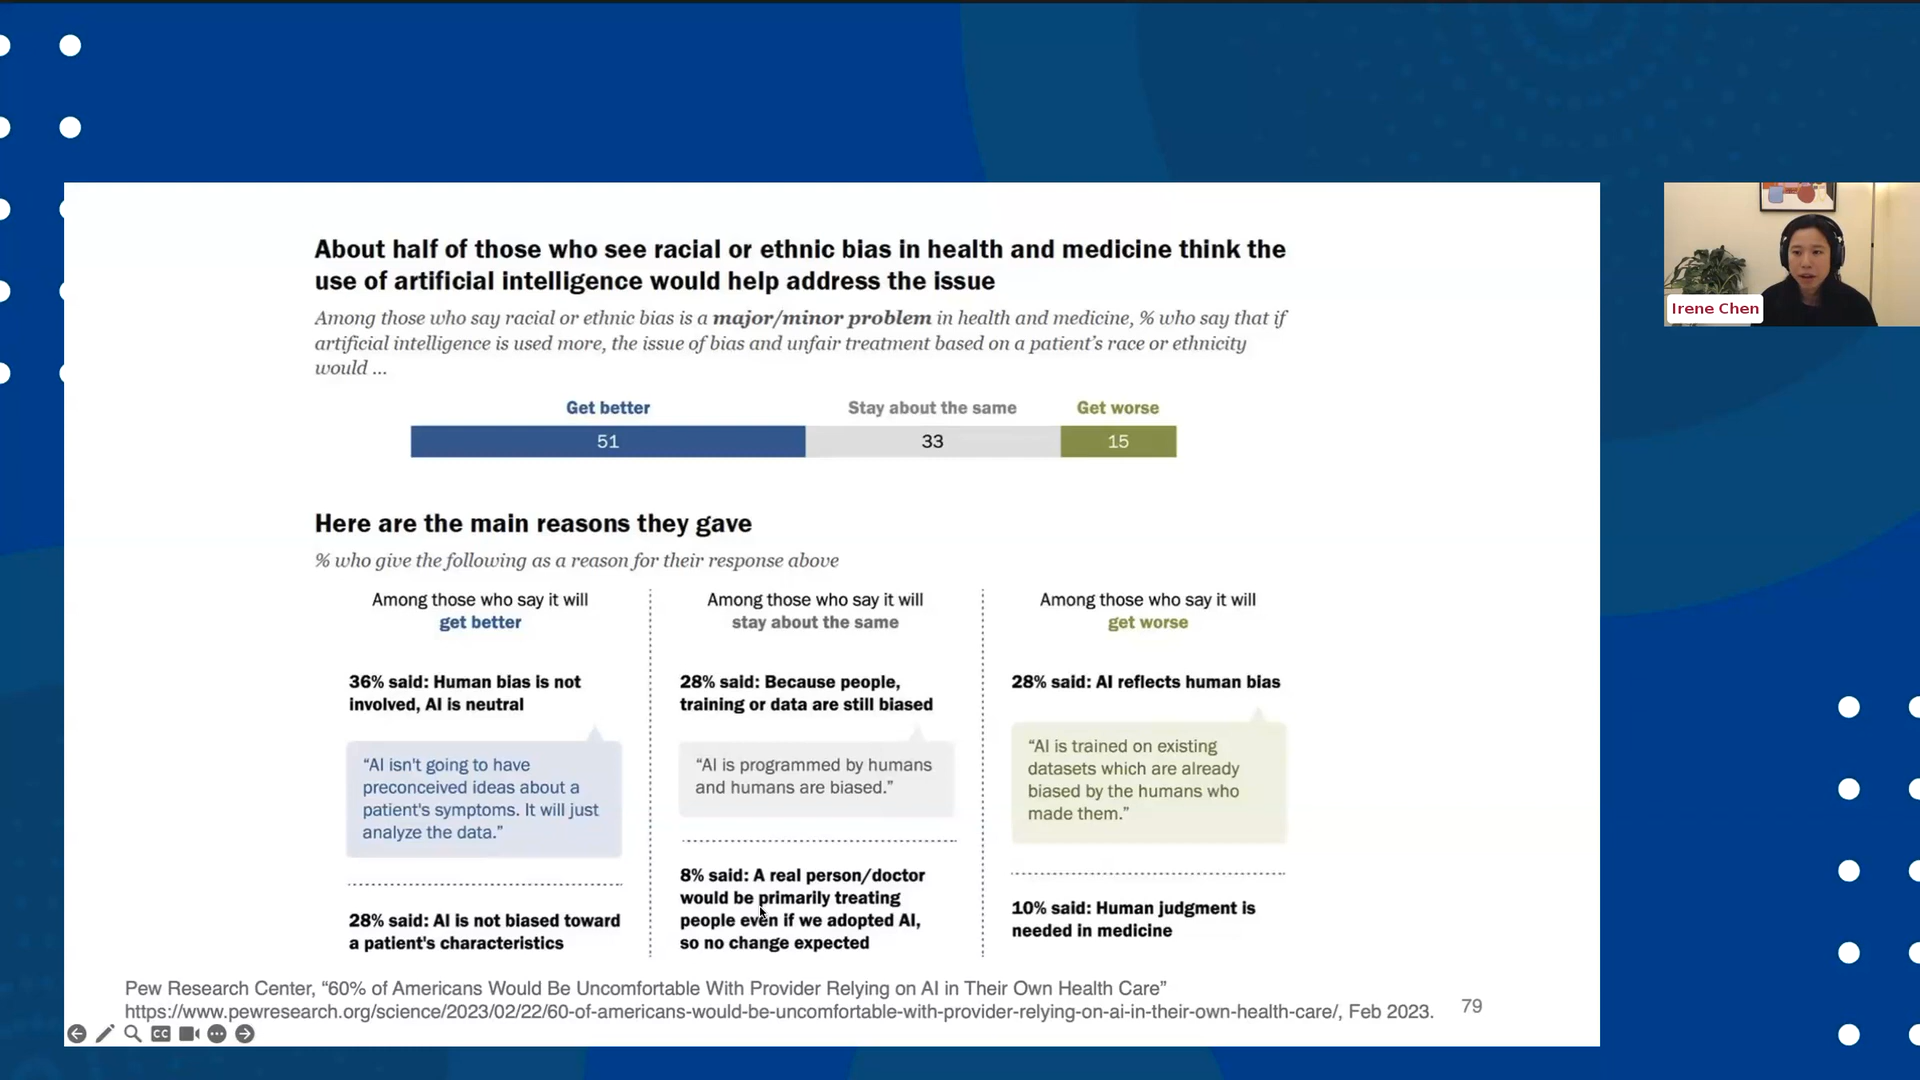 About half of those who see racial or ethnic bias in health and medicine think the
use of artificial intelligence would help address the issue
Among those who say racial or ethnic bias is a major/minor problem in health and medicine, % who say that if
artificial intelligence is used more, the issue of bias and unfair treatment based on a patient's race or ethnicity
would ...
Get better
Stay about the same
Get worse
51
33
15
Here are the main reasons they gave
% who give the following as a reason for their response above
Among those who say it will
get better
36% said: Human bias is not
involved, AI is neutral
“AI isn't going to have
preconceived ideas about a
patient's symptoms. It will just
analyze the data.”
28% said: AI is not biased toward
a patient's characteristics
Among those who say it will
stay about the same
28% said: Because people,
training or data are still biased
“AI is programmed by humans
and humans are biased.”
8% said: A real person/doctor
would be primarily treating
people even if we adopted AI,
so no change expected
Among those who say it will
get worse
28% said: AI reflects human bias
“AI is trained on existing
datasets which are already
biased by the humans who
made them.”
10% said: Human judgment is
needed in medicine
Pew Research Center, “60% of Americans Would Be Uncomfortable With Provider Relying on AI in Their Own Health Care”
https://www.pewresearch.org/science/2023/02/22/60-of-americans-would-be-uncomfortable-with-provider-relying-on-ai-in-their-own-health-care/, Feb 2023.
79
CC
Irene Chen